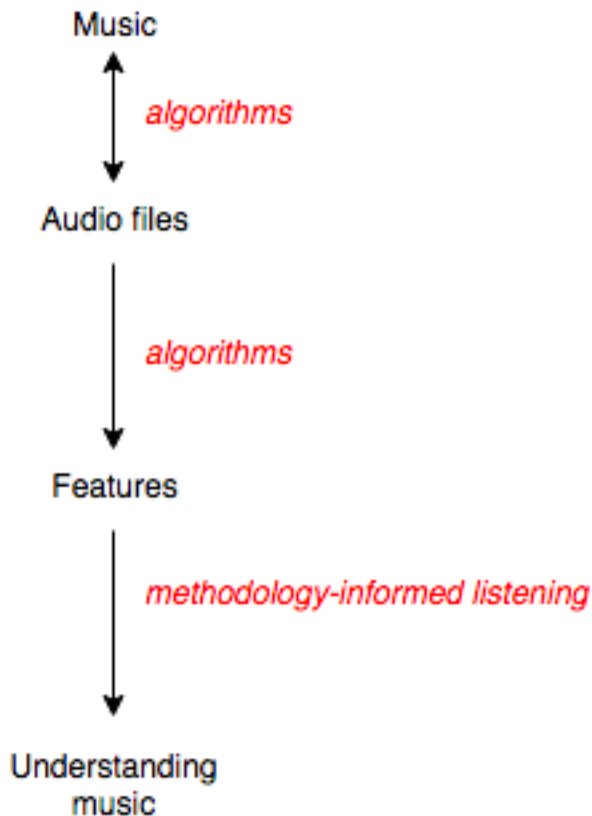 Music
algorithms
Audio files
algorithms
Features
methodology-informed listening
Understanding
music